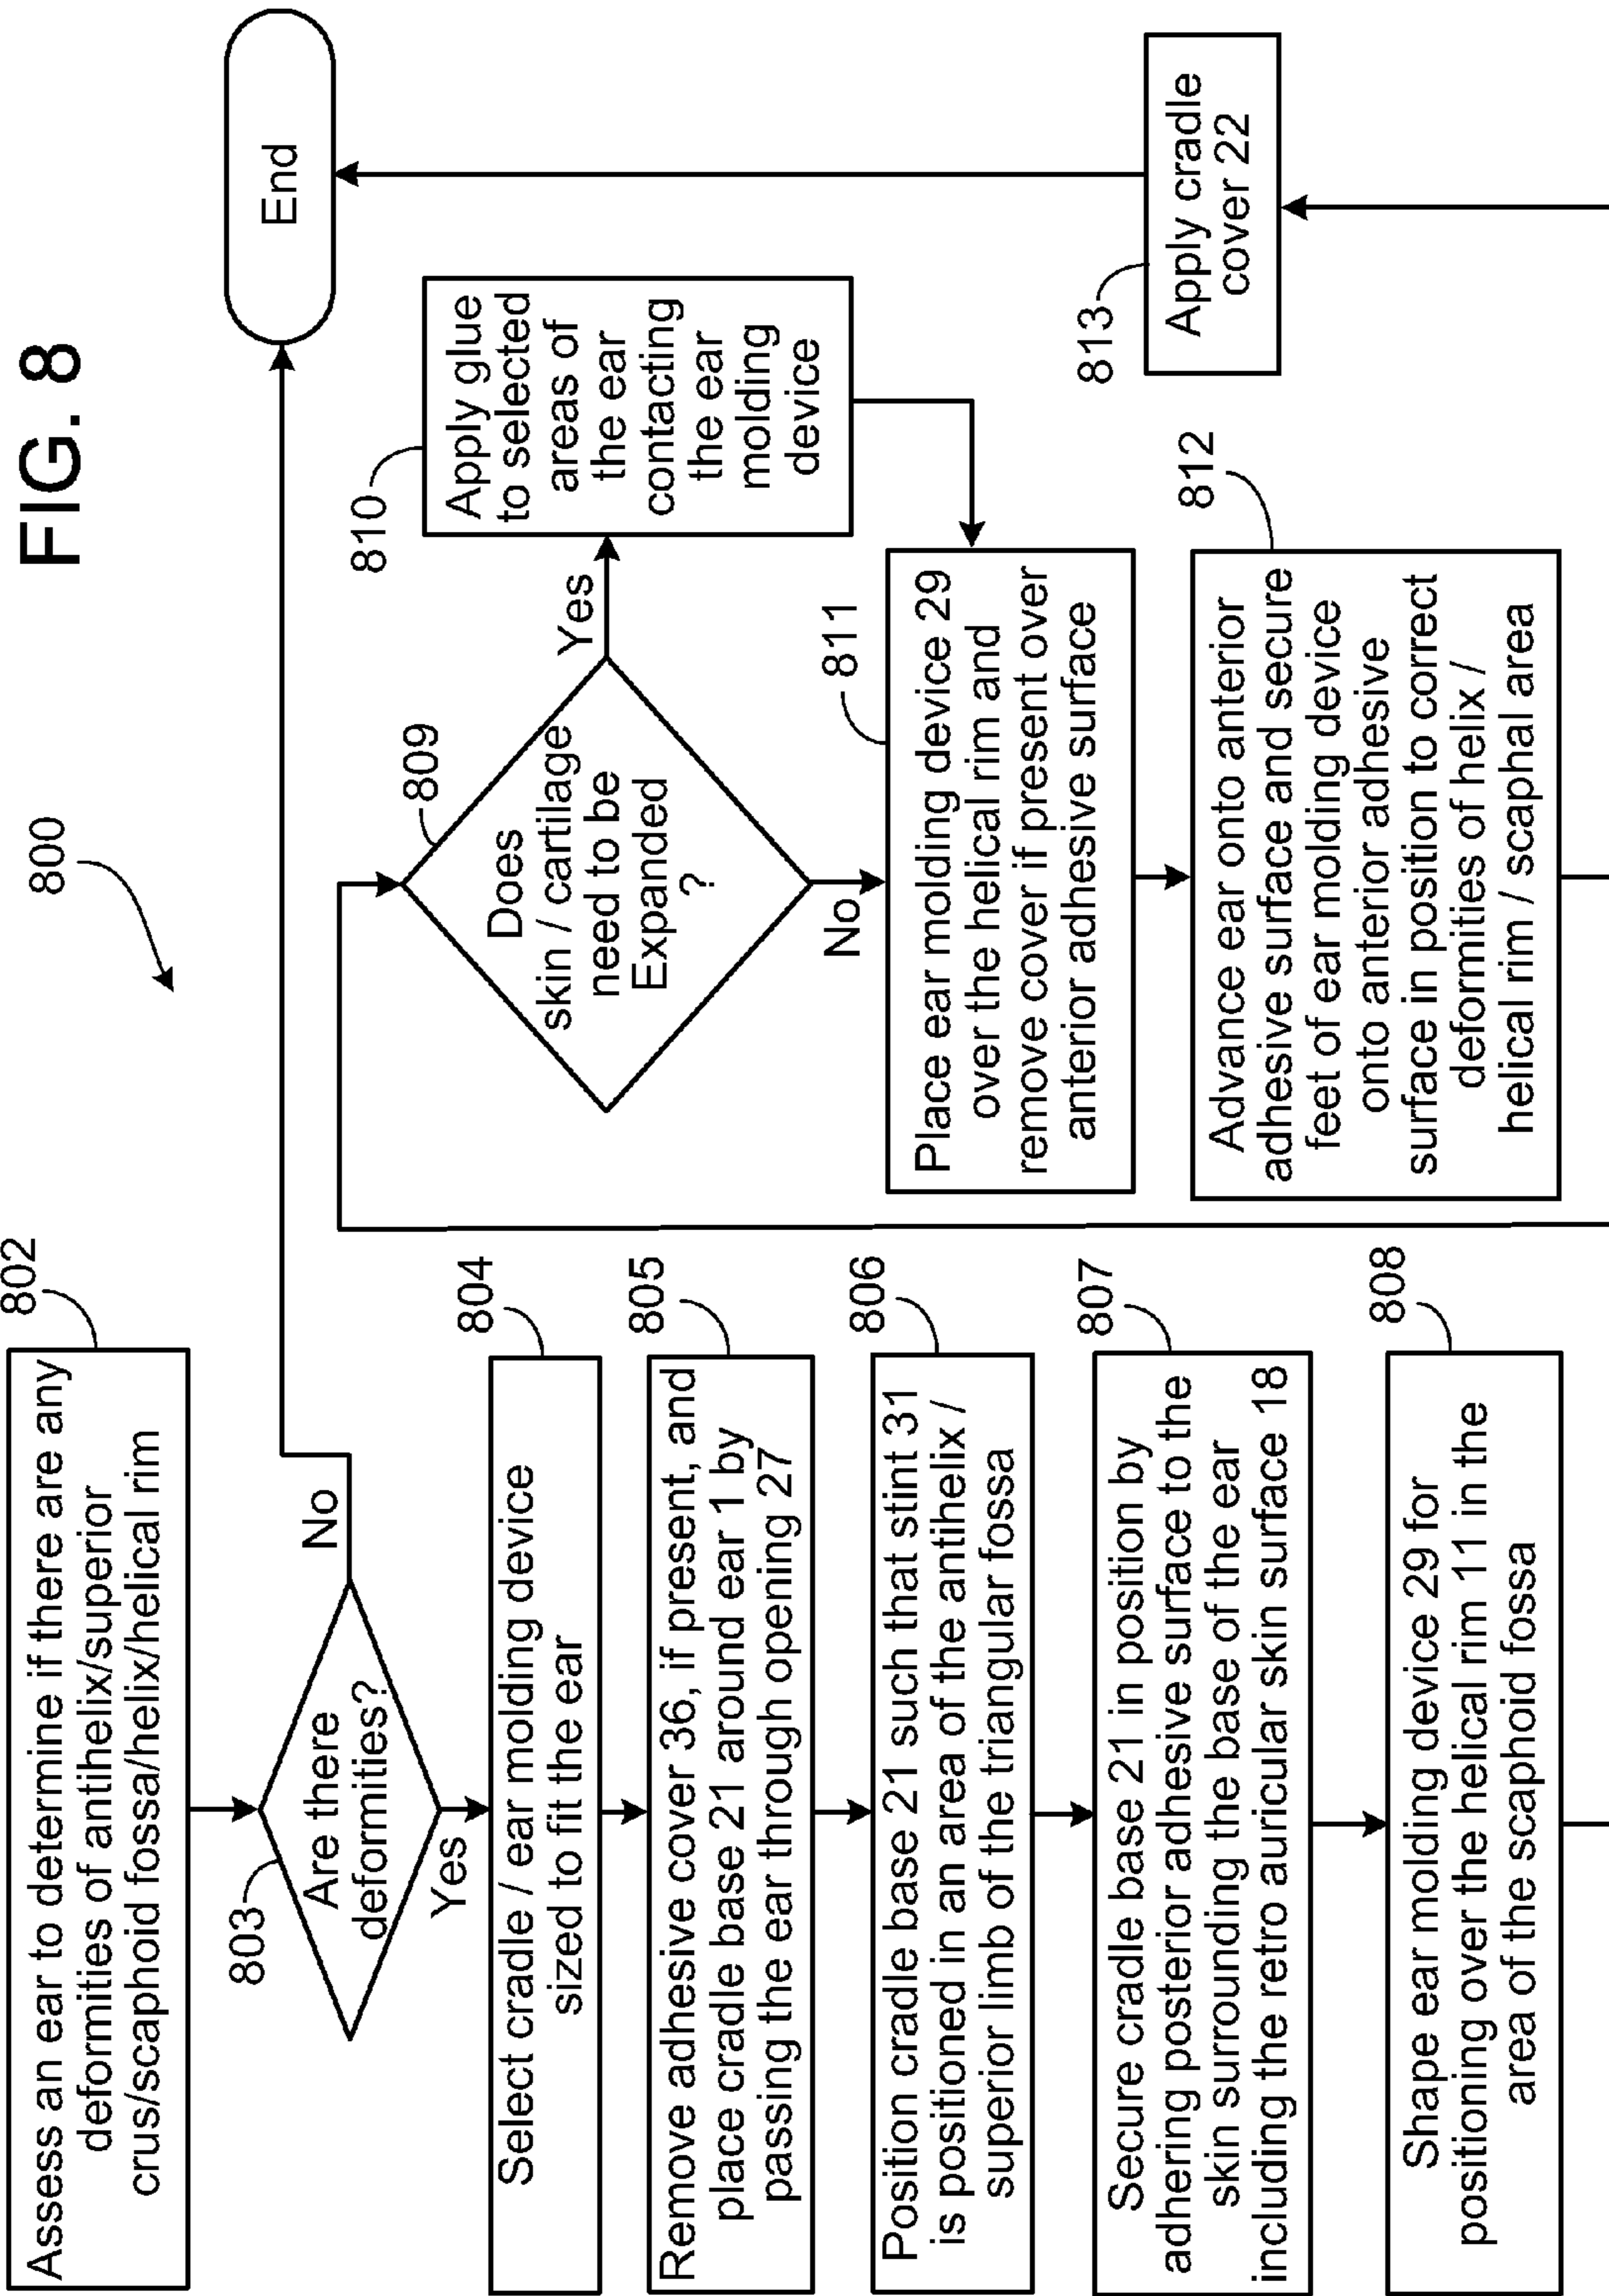 FIG. 8
800
802
Assess an ear to determine if there are any
deformities of antihelix/superior
crus/scaphoid fossa/helix/helical rim
803
Are there
deformities?
No
Yes
End
804
Select cradle / ear molding device
sized to fit the ear
805
Remove adhesive cover 36, if present, and
place cradle base 21 around ear 1 by
passing the ear through opening 27
806
Position cradle base 21 such that stint 31
is positioned in an area of the antihelix /
superior limb of the triangular fossa
807
Secure cradle base 21 in position by
adhering posterior adhesive surface to the
skin surrounding the base of the ear
including the retro auricular skin surface 18
808
Shape ear molding device 29 for
positioning over the helical rim 11 in the
area of the scaphoid fossa
809
Does
skin / cartilage
need to be
Expanded
?
Yes
No
810
Apply glue
to selected
areas of
the ear
contacting
the ear
molding
device
811
Place ear molding device 29
over the helical rim and
remove cover if present over
anterior adhesive surface
812
Advance ear onto anterior
adhesive surface and secure
feet of ear molding device
onto anterior adhesive
surface in position to correct
deformities of helix /
helical rim / scaphal area
813
Apply cradle
cover 22